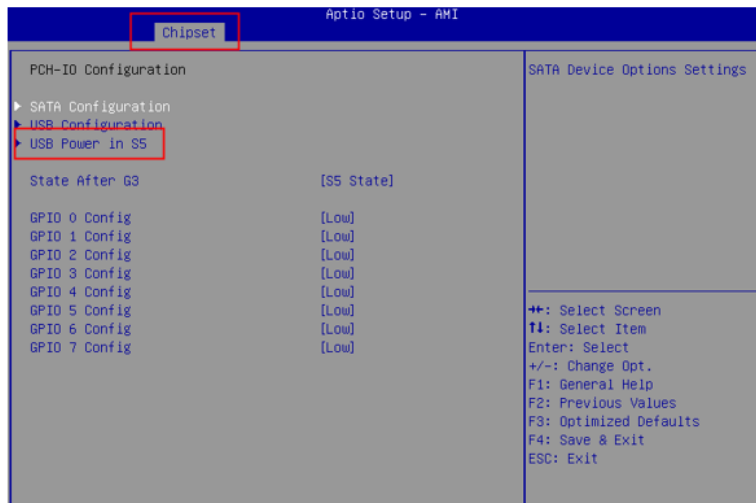 Aptio Setup - AMI
Chipset
PCH-IO Configuration
▶ SATA Configuration
▶ USB Configuration
▶ USB Power in S5
State After G3 [S5 State]
GPIO 0 Config [Low]
GPIO 1 Config [Low]
GPIO 2 Config [Low]
GPIO 3 Config [Low]
GPIO 4 Config [Low]
GPIO 5 Config [Low]
GPIO 6 Config [Low]
GPIO 7 Config [Low]
SATA Device Options Settings
→←: Select Screen
↑↓: Select Item
Enter: Select
+/-: Change Opt.
F1: General Help
F2: Previous Values
F3: Optimized Defaults
F4: Save & Exit
ESC: Exit